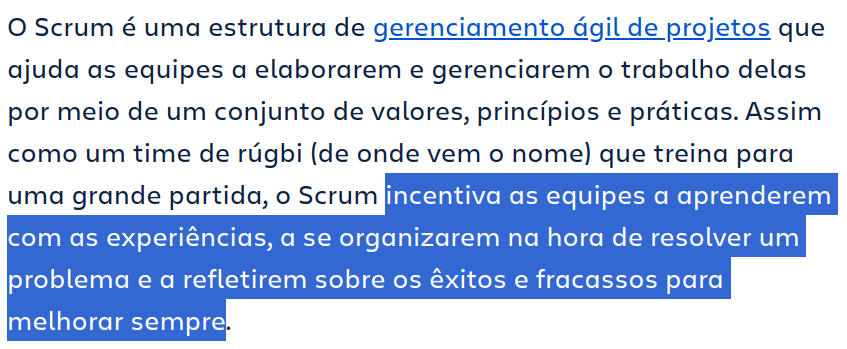 O Scrum é uma estrutura de gerenciamento ágil de projetos que
ajuda as equipes a elaborarem e gerenciarem o trabalho delas
por meio de um conjunto de valores, princípios e práticas. Assim
como um time de rúgbi (de onde vem o nome) que treina para
uma grande partida, o Scrum incentiva as equipes a aprenderem
com as experiências, a se organizarem na hora de resolver um
problema e a refletirem sobre os êxitos e fracassos para
melhorar sempre.